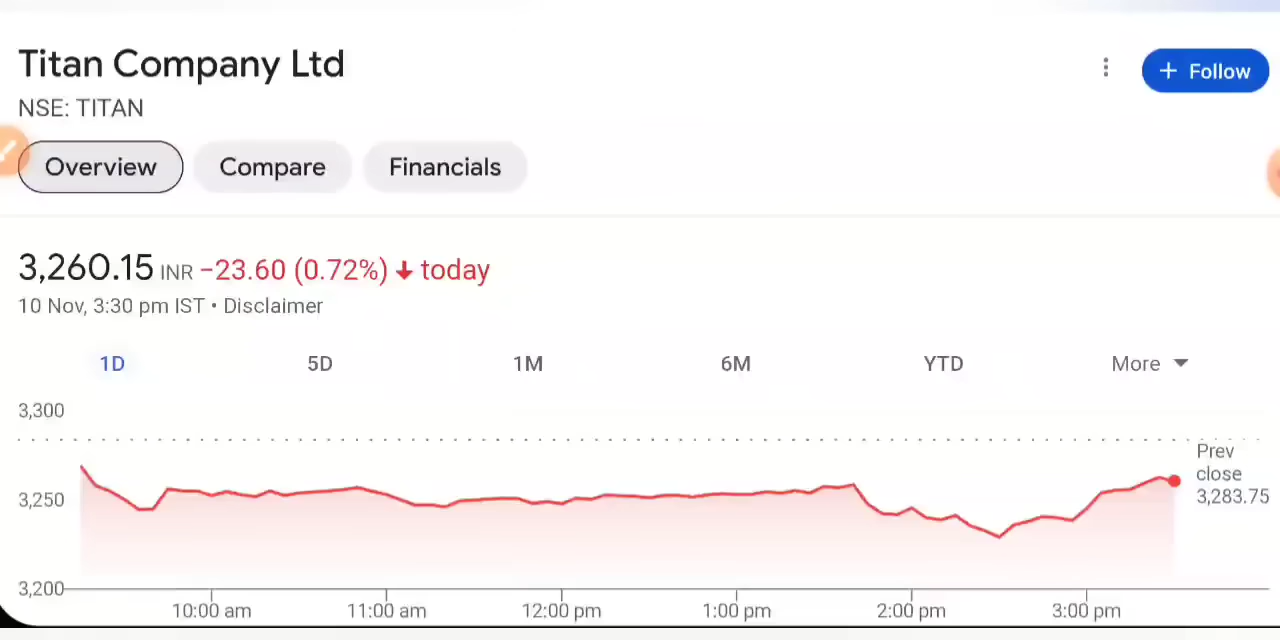 Titan Company Ltd
+ Follow
NSE: TITAN
Overview
Compare
Financials
3,260.15 INR −23.60 (0.72%) ↓ today
10 Nov, 3:30 pm IST • Disclaimer
1D 5D 1M 6M YTD More
3,300
Prev
close
3,283.75
3,250
3,200
10:00 am 11:00 am 12:00 pm 1:00 pm 2:00 pm 3:00 pm